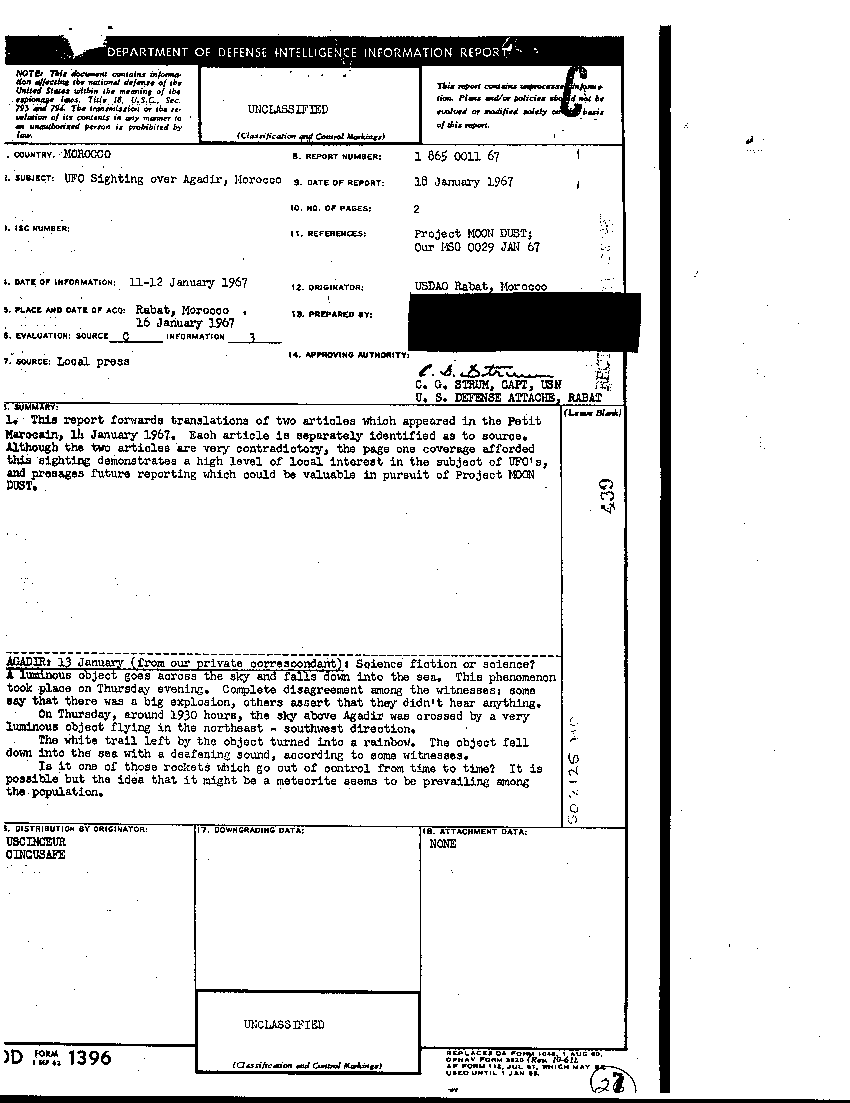 DEPARTMENT OF DEFENSE INTELLIGENCE INFORMATION REPORT
NOTE: This document contains informa-
tion affecting the national defense of the
United States within the meaning of the
espionage laws, Title 18, U.S.C., Sec.
793 and 794. The transmission or the re-
velation of its contents in any manner to
an unauthorized person is prohibited by
law.
UNCLASSIFIED
(Classification and Control Markings)
This report contains unprocessed informa-
tion. Plans and/or policies should not be
evolved or modified solely on basis
of this report.
C
. COUNTRY: MOROCCO
8. REPORT NUMBER: 1 865 0011 67
SUBJECT: UFO Sighting over Agadir, Morocco
9. DATE OF REPORT: 18 January 1967
10. NO. OF PAGES: 2
ISC NUMBER:
11. REFERENCES: Project MOON DUST;
Our MSG 0029 JAN 67
DATE OF INFORMATION: 11-12 January 1967
12. ORIGINATOR: USDAO Rabat, Morocco
5. PLACE AND DATE OF ACQ: Rabat, Morocco
16 January 1967
13. PREPARED BY:
6. EVALUATION: SOURCE C INFORMATION 3
14. APPROVING AUTHORITY:
7. SOURCE: Local press
C. G. STRUM, CAPT, USN
U. S. DEFENSE ATTACHE, RABAT
SUMMARY:
(Leave Blank)
1. This report forwards translations of two articles which appeared in the Petit
Marocain, 14 January 1967. Each article is separately identified as to source.
Although the two articles are very contradictory, the page one coverage afforded
this sighting demonstrates a high level of local interest in the subject of UFO's,
and presages future reporting which could be valuable in pursuit of Project MOON
DUST.
439
AGADIR: 13 January (from our private correspondant): Science fiction or science?
A luminous object goes across the sky and falls down into the sea. This phenomenon
took place on Thursday evening. Complete disagreement among the witnesses: some
say that there was a big explosion, others assert that they didn't hear anything.
On Thursday, around 1930 hours, the sky above Agadir was crossed by a very
luminous object flying in the northeast - southwest direction.
The white trail left by the object turned into a rainbow. The object fell
down into the sea with a deafening sound, according to some witnesses.
Is it one of those rockets which go out of control from time to time? It is
possible but the idea that it might be a meteorite seems to be prevailing among
the population.
DISTRIBUTION BY ORIGINATOR:
USCINCEUR
CINCUSAFE
17. DOWNGRADING DATA:
18. ATTACHMENT DATA:
NONE
UNCLASSIFIED
(Classification and Control Markings)
DD FORM 1396
1 SEP 62
REPLACES DA FORM 1048, 1 AUG 60,
OPNAV FORM 3820 (Rev. 10-61),
AF FORM 112, JUL 61, WHICH MAY BE
USED UNTIL 1 JAN 63.